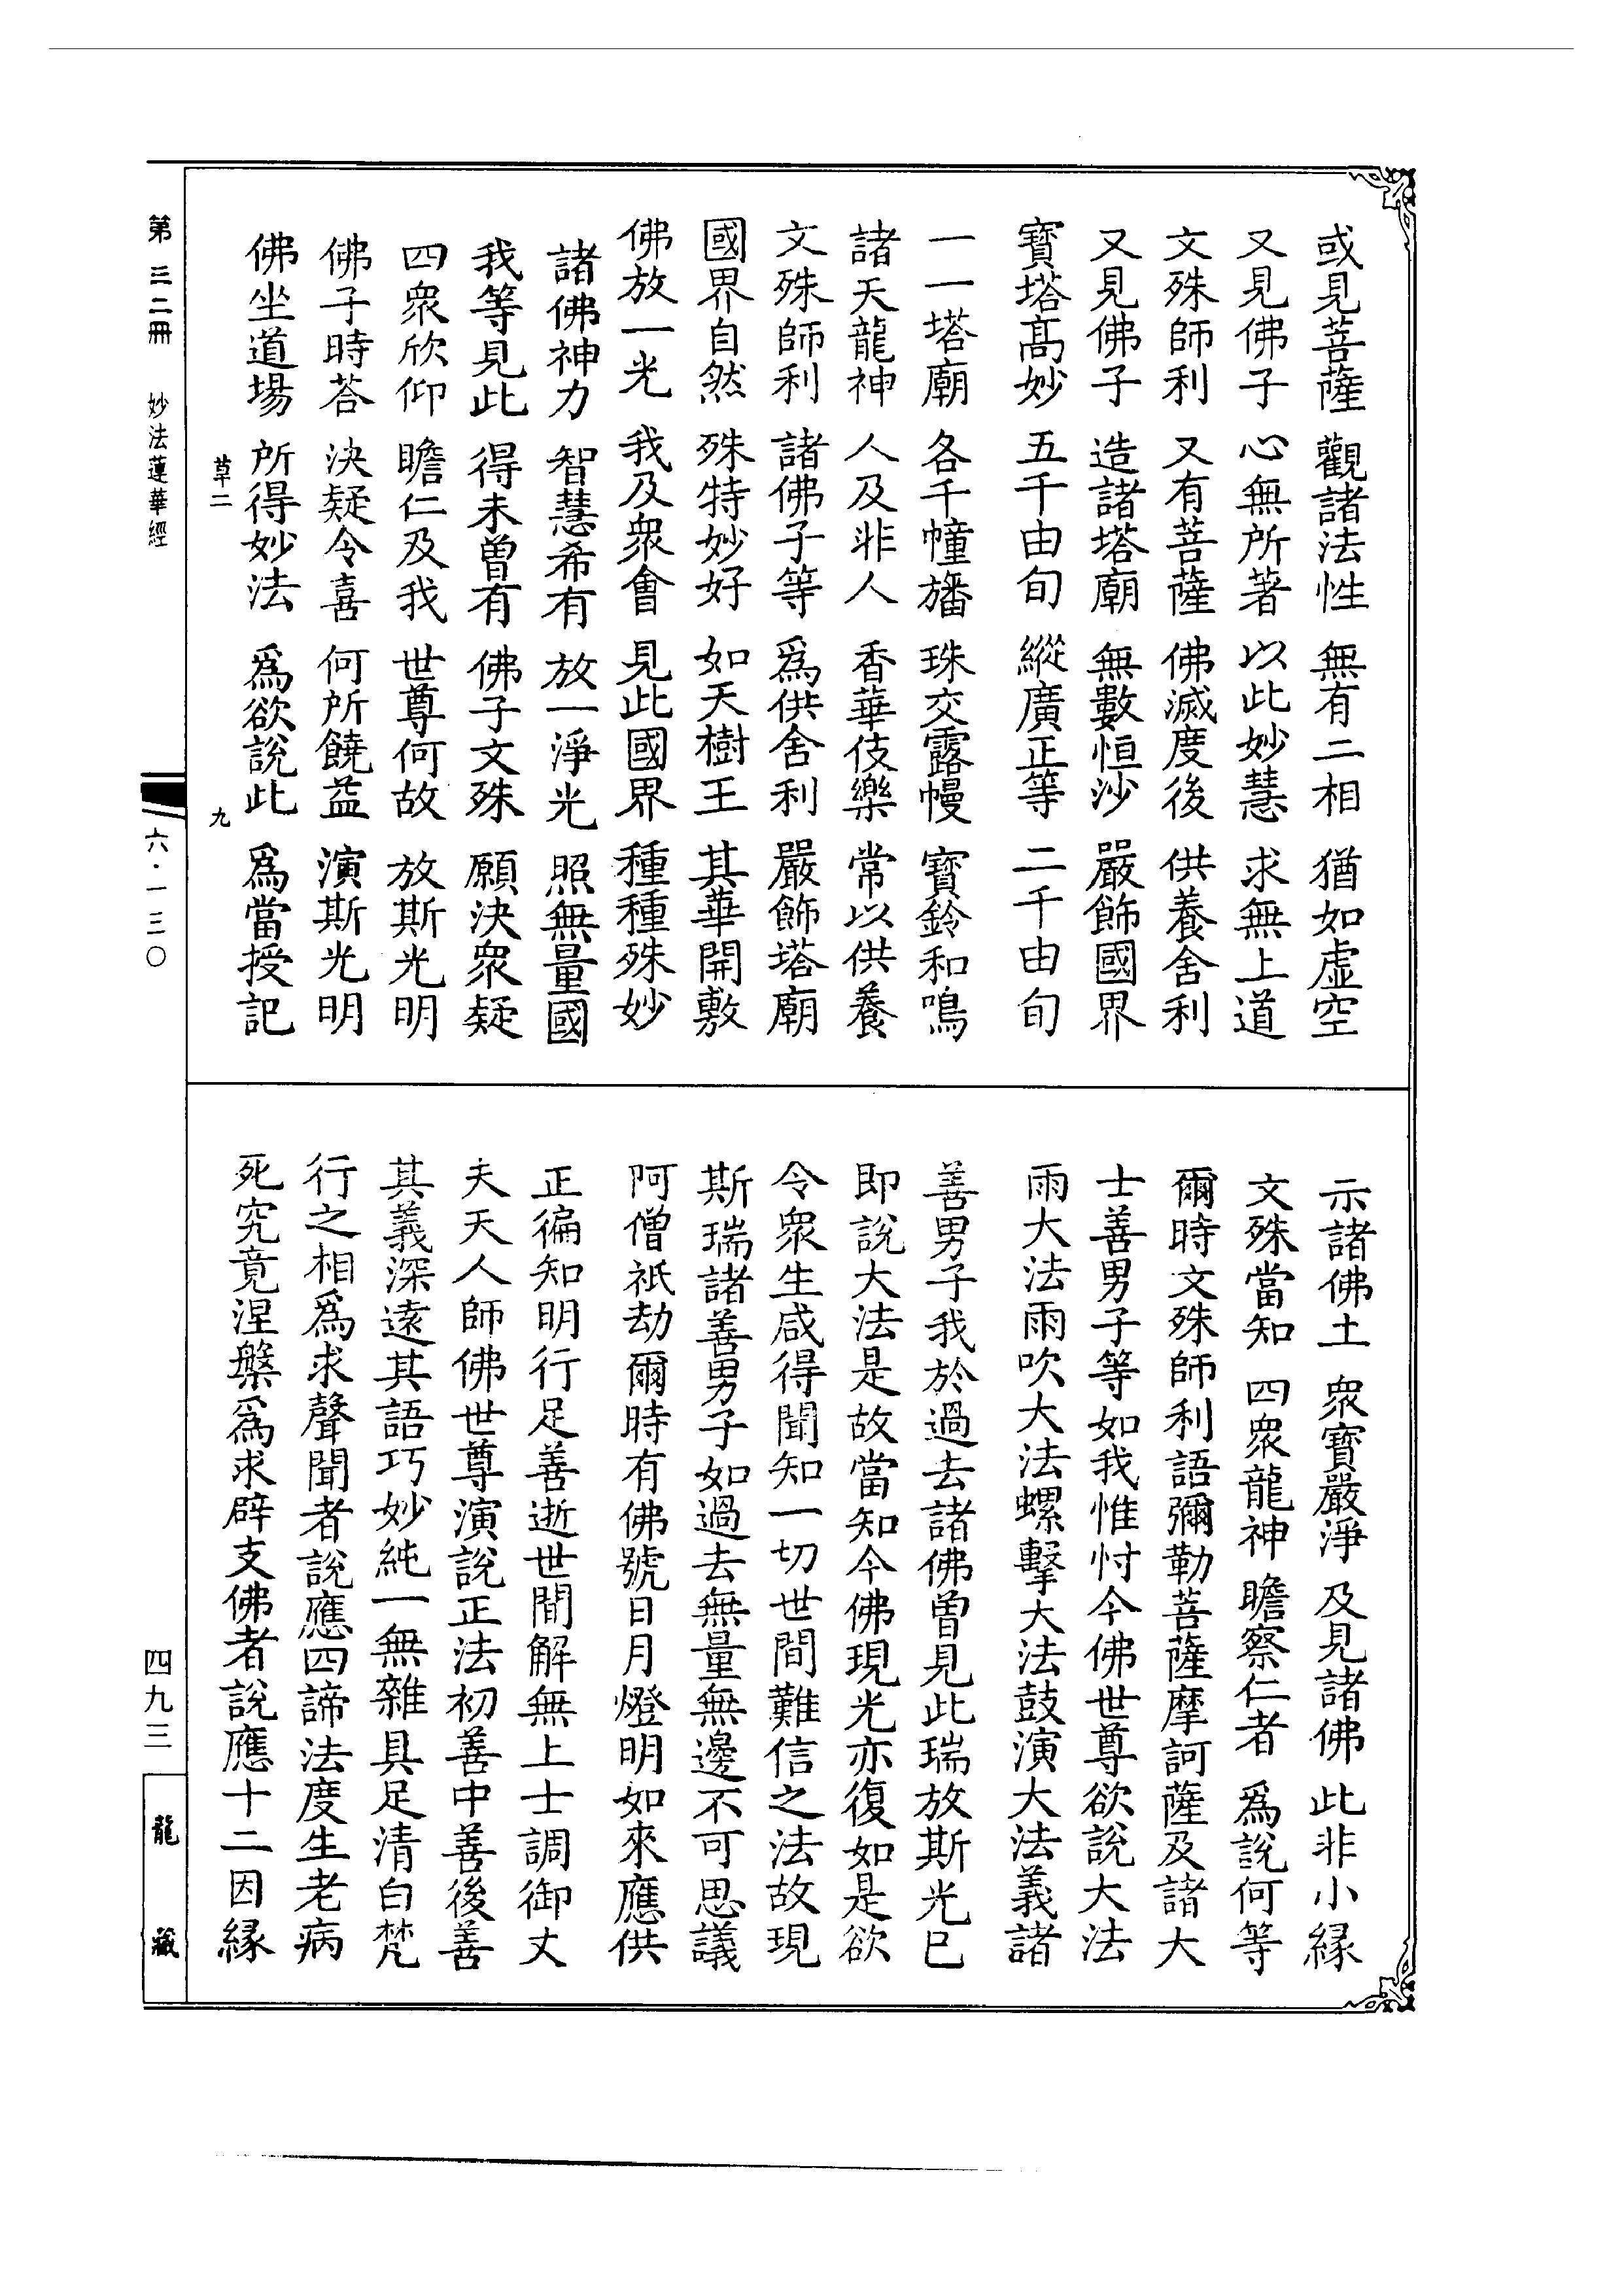 或見菩薩 觀諸法性 無有二相 猶如虛空
又見佛子 心無所著 以此妙慧 求無上道
文殊師利 又有菩薩 佛滅度後 供養舍利
又見佛子 造諸塔廟 無數恒沙 嚴飾國界
寶塔高妙 五千由旬 縱廣正等 二千由旬
一一塔廟 各千幢旛 珠交露幔 寶鈴和鳴
諸天龍神 人及非人 香華伎樂 常以供養
文殊師利 諸佛子等 爲供舍利 嚴飾塔廟
國界自然 殊特妙好 如天樹王 其華開敷
佛放一光 我及眾會 見此國界 種種殊妙
諸佛神力 智慧希有 放一淨光 照無量國
我等見此 得未曾有 佛子文殊 願決眾疑
四眾欣仰 瞻仁及我 世尊何故 放斯光明
佛子時荅 決疑令喜 何所饒益 演斯光明
佛坐道場 所得妙法 爲欲說此 爲當授記
草二 九
示諸佛土 眾寶嚴淨 及見諸佛 此非小緣
文殊當知 四眾龍神 瞻察仁者 爲說何等
爾時文殊師利語彌勒菩薩摩訶薩及諸大
士善男子等如我惟忖今佛世尊欲說大法
雨大法雨吹大法螺擊大法鼓演大法義諸
善男子我於過去諸佛曾見此瑞放斯光已
即說大法是故當知今佛現光亦復如是欲
令眾生咸得聞知一切世間難信之法故現
斯瑞諸善男子如過去無量無邊不可思議
阿僧祇劫爾時有佛號日月燈明如來應供
正徧知明行足善逝世間解無上士調御丈
夫天人師佛世尊演說正法初善中善後善
其義深遠其語巧妙純一無雜具足清白梵
行之相爲求聲聞者說應四諦法度生老病
死究竟涅槃爲求辟支佛者說應十二因緣
第三二冊 妙法蓮華經
六·一三〇
四九三
龍藏